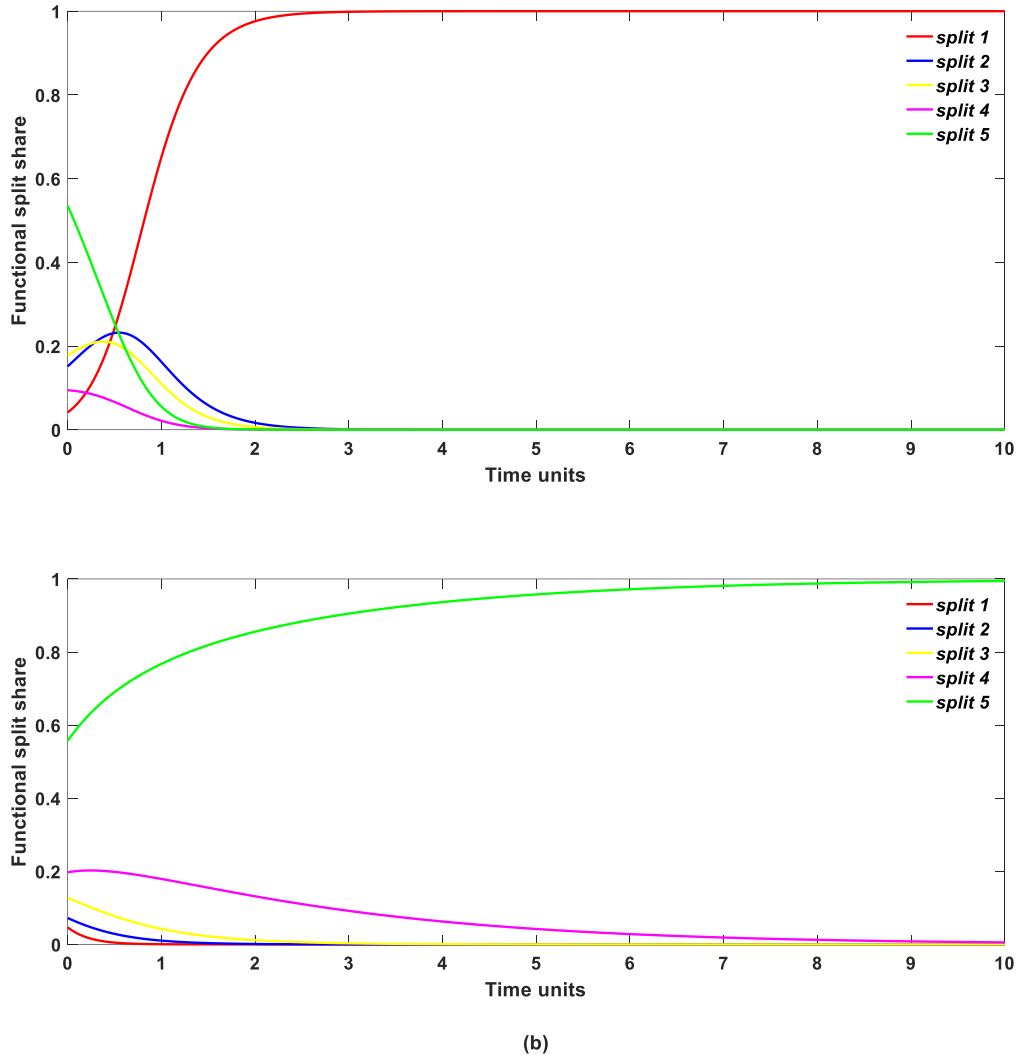 1
0.8
0.6
0.4
0.2
0
Functional split share
split 1
split 2
split 3
split 4
split 5
0 1 2 3 4 5 6 7 8 9 10
Time units
1
0.8
0.6
0.4
0.2
0
Functional split share
split 1
split 2
split 3
split 4
split 5
0 1 2 3 4 5 6 7 8 9 10
Time units
(b)